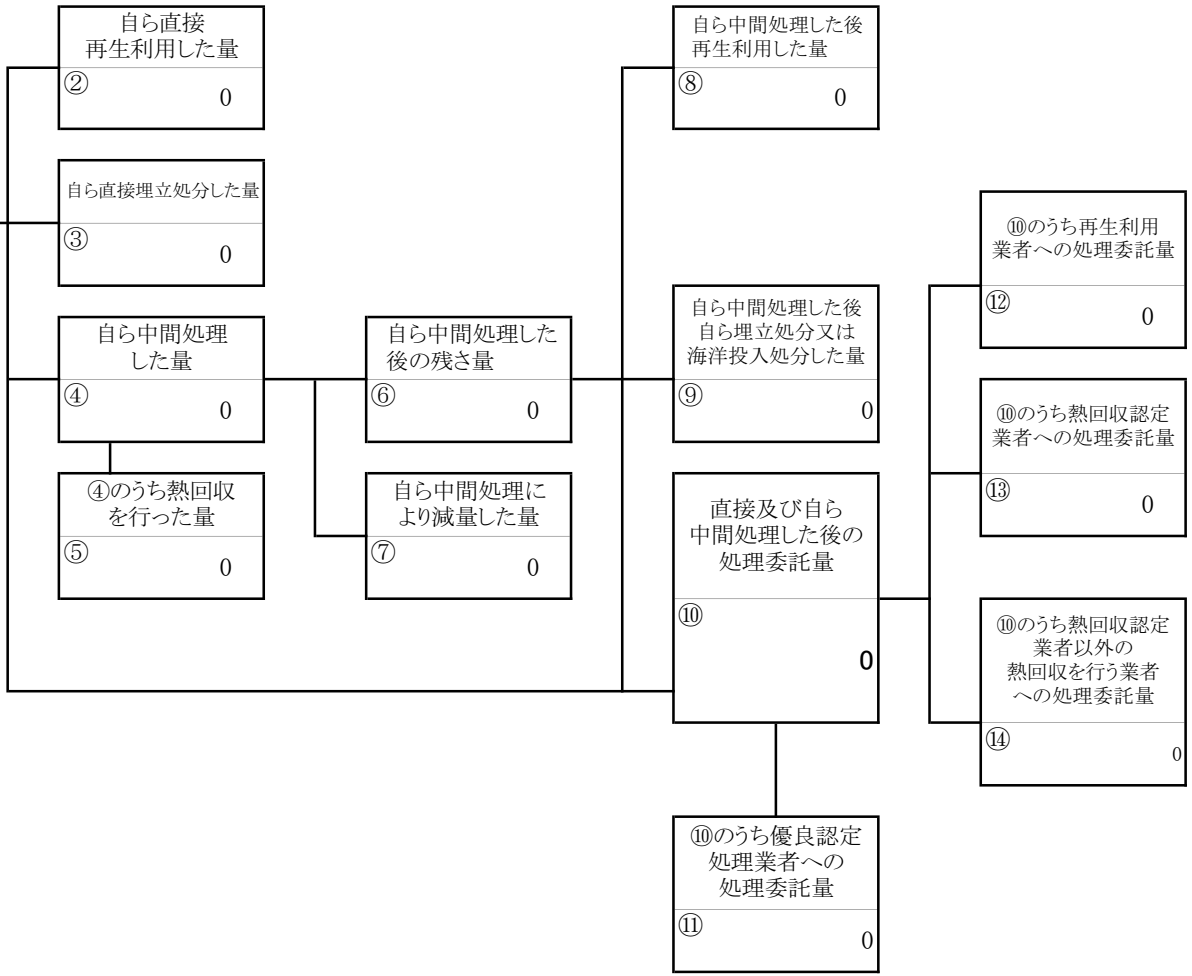 自ら直接
再生利用した量
②
0
自ら直接埋立処分した量
③
0
自ら中間処理
した量
④
0
④のうち熱回収
を行った量
⑤
0
自ら中間処理した
後の残さ量
⑥
0
自ら中間処理に
より減量した量
⑦
0
自ら中間処理した後
再生利用した量
⑧
0
自ら中間処理した後
自ら埋立処分又は
海洋投入処分した量
⑨
0
直接及び自ら
中間処理した後の
処理委託量
⑩
0
⑩のうち優良認定
処理業者への
処理委託量
⑪
0
⑩のうち再生利用
業者への処理委託量
⑫
0
⑩のうち熱回収認定
業者への処理委託量
⑬
0
⑩のうち熱回収認定
業者以外の
熱回収を行う業者
への処理委託量
⑭
0